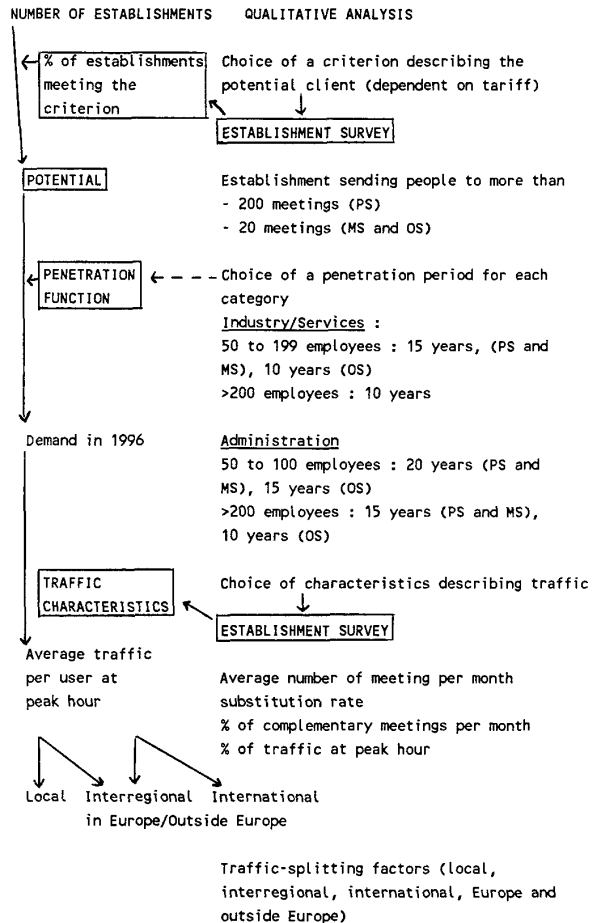 NUMBER OF ESTABLISHMENTS QUALITATIVE ANALYSIS
% of establishments
meeting the
criterion
Choice of a criterion describing the
potential client (dependent on tariff)
ESTABLISHMENT SURVEY
POTENTIAL
Establishment sending people to more than
- 200 meetings (PS)
- 20 meetings (MS and OS)
PENETRATION
FUNCTION
Choice of a penetration period for each
category
Industry/Services :
50 to 199 employees : 15 years, (PS and
MS), 10 years (OS)
>200 employees : 10 years
Demand in 1996
Administration
50 to 100 employees : 20 years (PS and
MS), 15 years (OS)
>200 employees : 15 years (PS and MS),
10 years (OS)
TRAFFIC
CHARACTERISTICS
Choice of characteristics describing traffic
ESTABLISHMENT SURVEY
Average traffic
per user at
peak hour
Average number of meeting per month
substitution rate
% of complementary meetings per month
% of traffic at peak hour
Local Interregional International
in Europe/Outside Europe
Traffic-splitting factors (local,
interregional, international, Europe and
outside Europe)